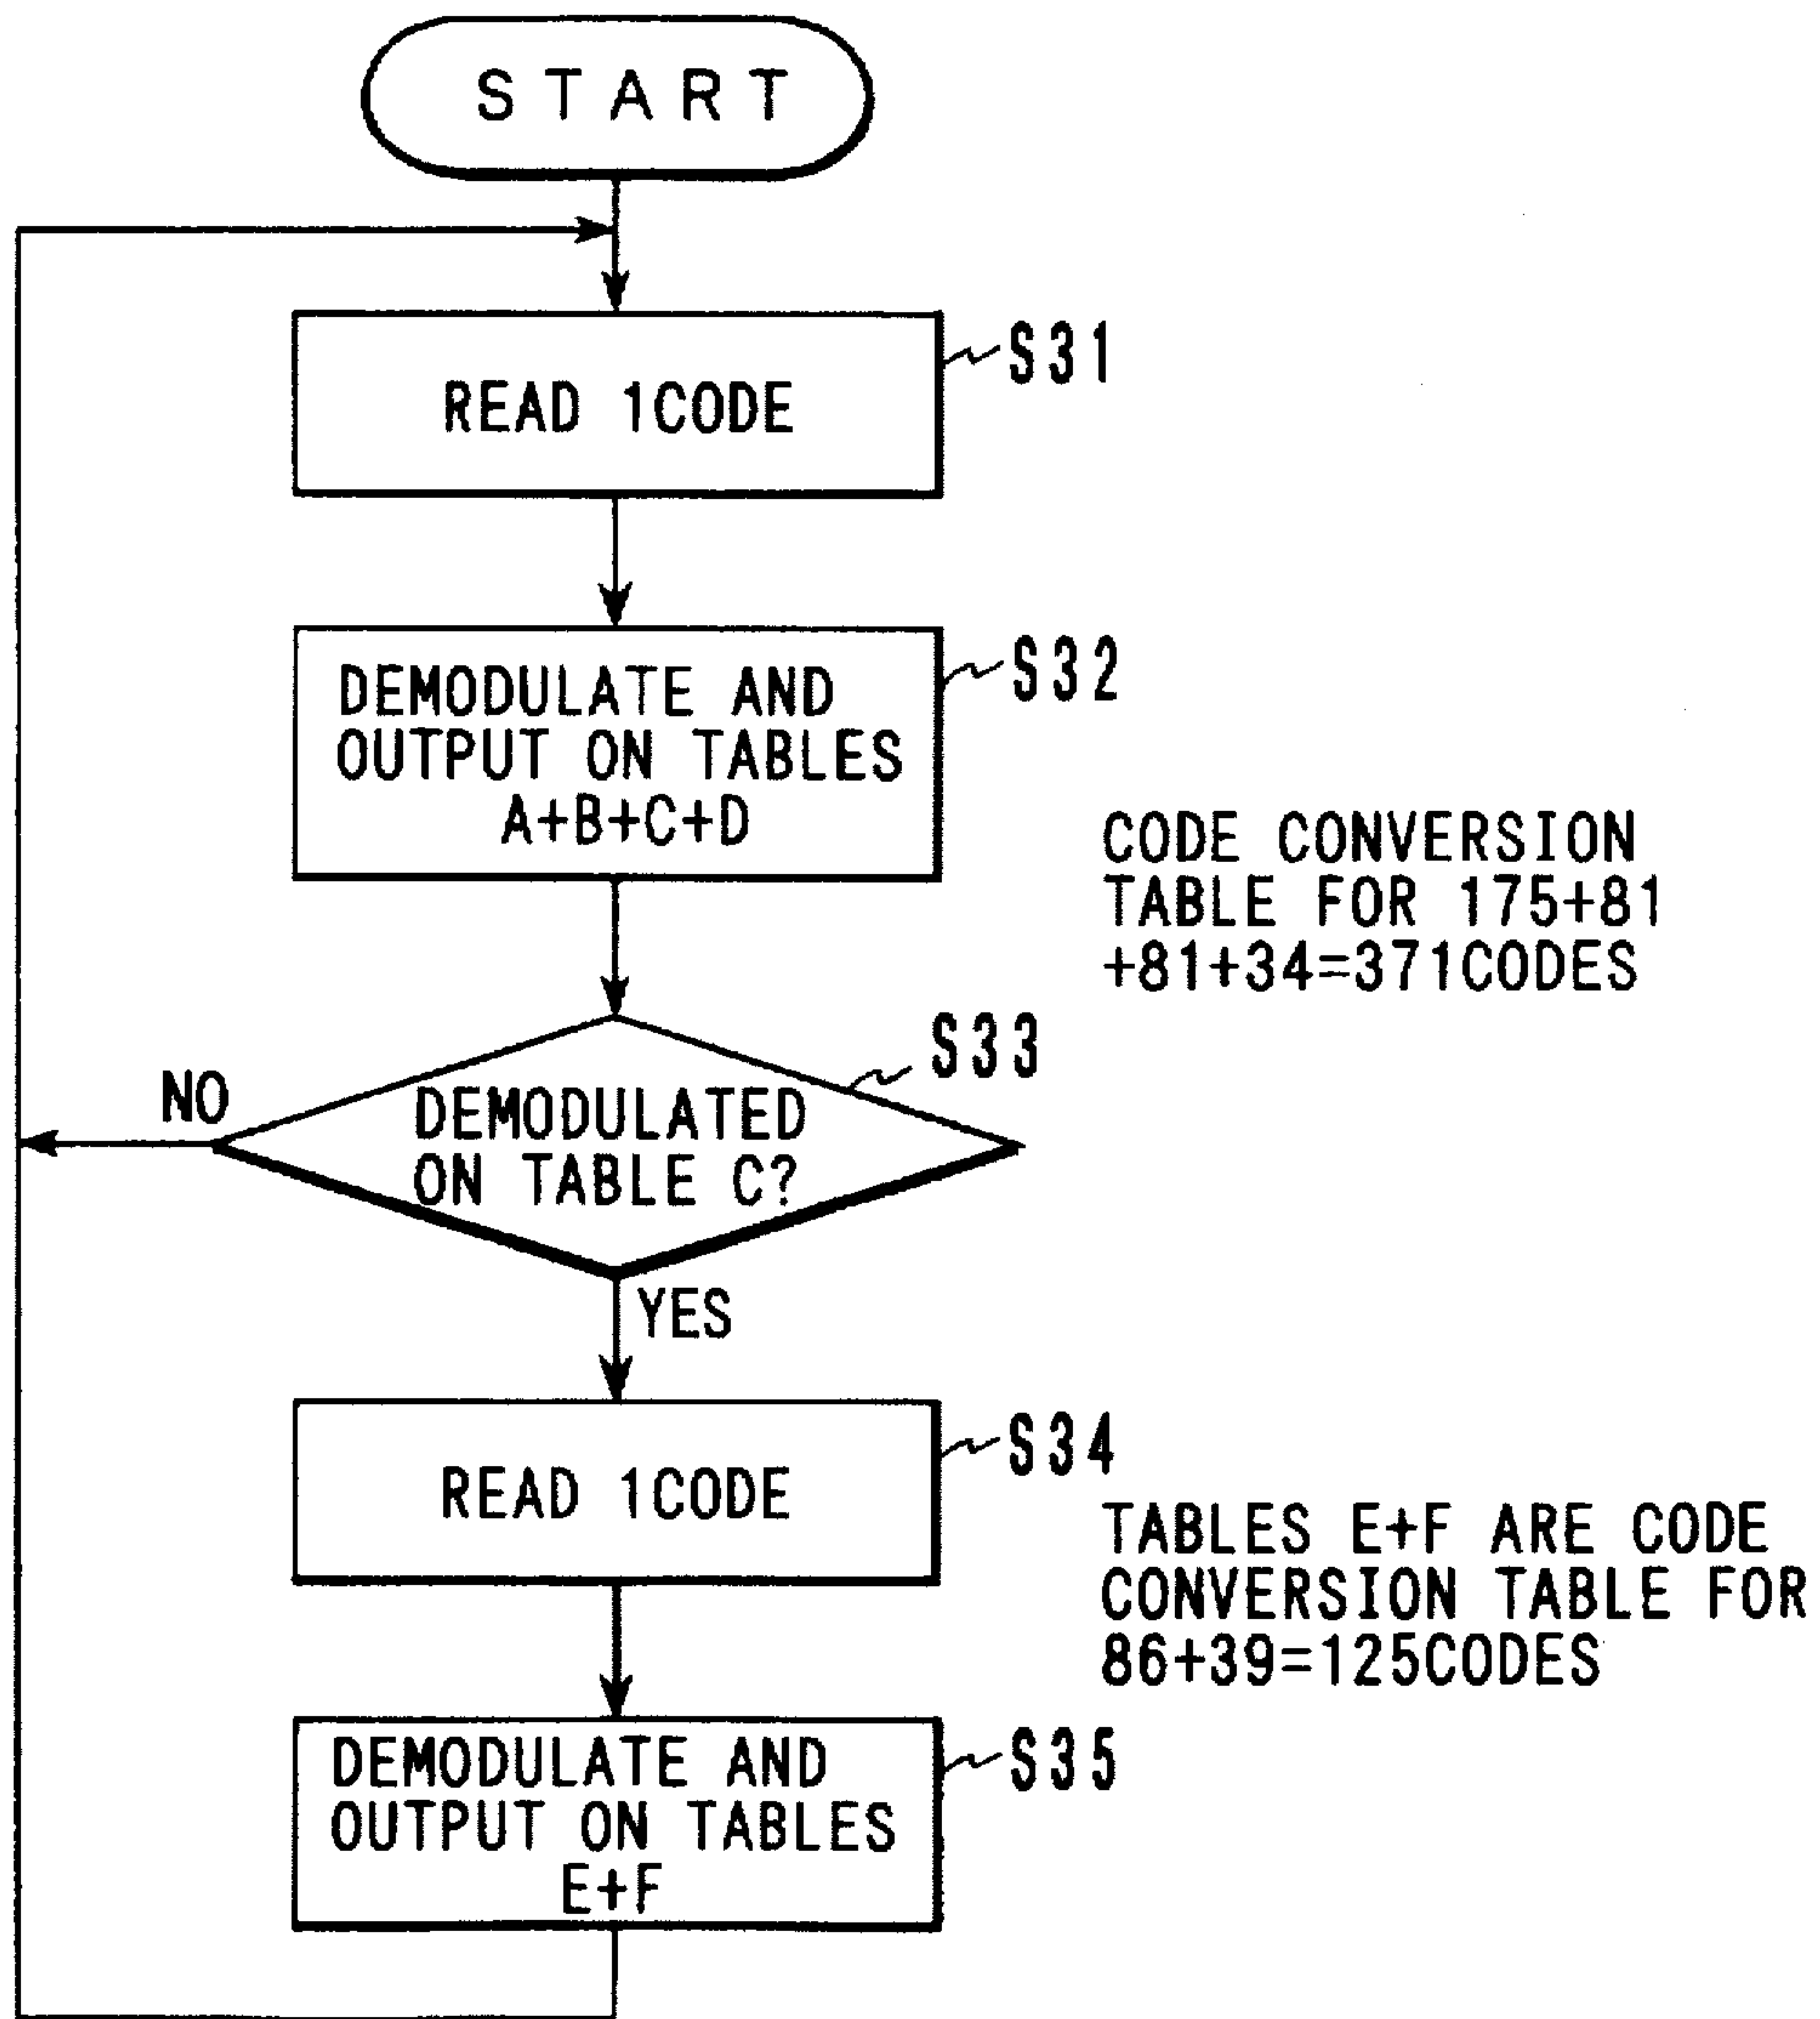 START
S31
READ 1CODE
S32
DEMODULATE AND
OUTPUT ON TABLES
A+B+C+D
CODE CONVERSION
TABLE FOR 175+81
+81+34=371CODES
S33
NO
DEMODULATED
ON TABLE C?
YES
S34
READ 1CODE
TABLES E+F ARE CODE
CONVERSION TABLE FOR
86+39=125CODES
S35
DEMODULATE AND
OUTPUT ON TABLES
E+F